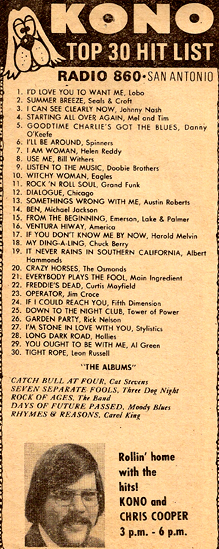 KONO
TOP 30 HIT LIST
RADIO 860 • SAN ANTONIO
1. I'D LOVE YOU TO WANT ME, Lobo
2. SUMMER BREEZE, Seals & Croft
3. I CAN SEE CLEARLY NOW, Johnny Nash
4. STARTING ALL OVER AGAIN, Mel and Tim
5. GOODTIME CHARLIE'S GOT THE BLUES, Danny
O'Keefe
6. I'LL BE AROUND, Spinners
7. I AM WOMAN, Helen Reddy
8. USE ME, Bill Withers
9. LISTEN TO THE MUSIC, Doobie Brothers
10. WITCHY WOMAN, Eagles
11. ROCK 'N ROLL SOUL, Grand Funk
12. DIALOGUE, Chicago
13. SOMETHINGS WRONG WITH ME, Austin Roberts
14. BEN, Michael Jackson
15. FROM THE BEGINNING, Emerson, Lake & Palmer
16. VENTURA HIWAY, America
17. IF YOU DON'T KNOW ME BY NOW, Harold Melvin
18. MY DING-A-LING, Chuck Berry
19. IT NEVER RAINS IN SOUTHERN CALIFORNIA, Albert
Hammonds
20. CRAZY HORSES, The Osmonds
21. EVERYBODY PLAYS THE FOOL, Main Ingredient
22. FREDDIE'S DEAD, Curtis Mayfield
23. OPERATOR, Jim Croce
24. IF I COULD REACH YOU, Fifth Dimension
25. DOWN TO THE NIGHT CLUB, Tower of Power
26. GARDEN PARTY, Rick Nelson
27. I'M STONE IN LOVE WITH YOU, Stylistics
28. LONG DARK ROAD, Hollies
29. YOU OUGHT TO BE WITH ME, Al Green
30. TIGHT ROPE, Leon Russell
"THE ALBUMS"
CATCH BULL AT FOUR, Cat Stevens
SEVEN SEPARATE FOOLS, Three Dog Night
ROCK OF AGES, The Band
DAYS OF FUTURE PASSED, Moody Blues
RHYMES & REASONS, Carol King
Rollin' home
with the
hits!
KONO and
CHRIS COOPER
3 p.m. - 6 p.m.